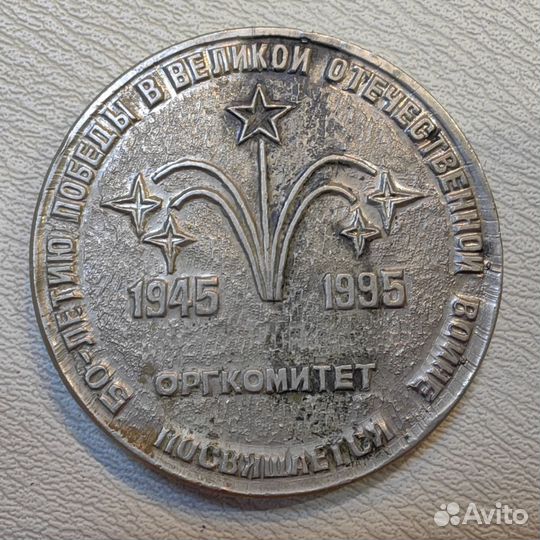 50-ЛЕТИЮ ПОБЕДЫ В ВЕЛИКОЙ ОТЕЧЕСТВЕННОЙ ВОЙНЕ
ПОСВЯЩАЕТСЯ
1945 1995
ОРГКОМИТЕТ
Avito